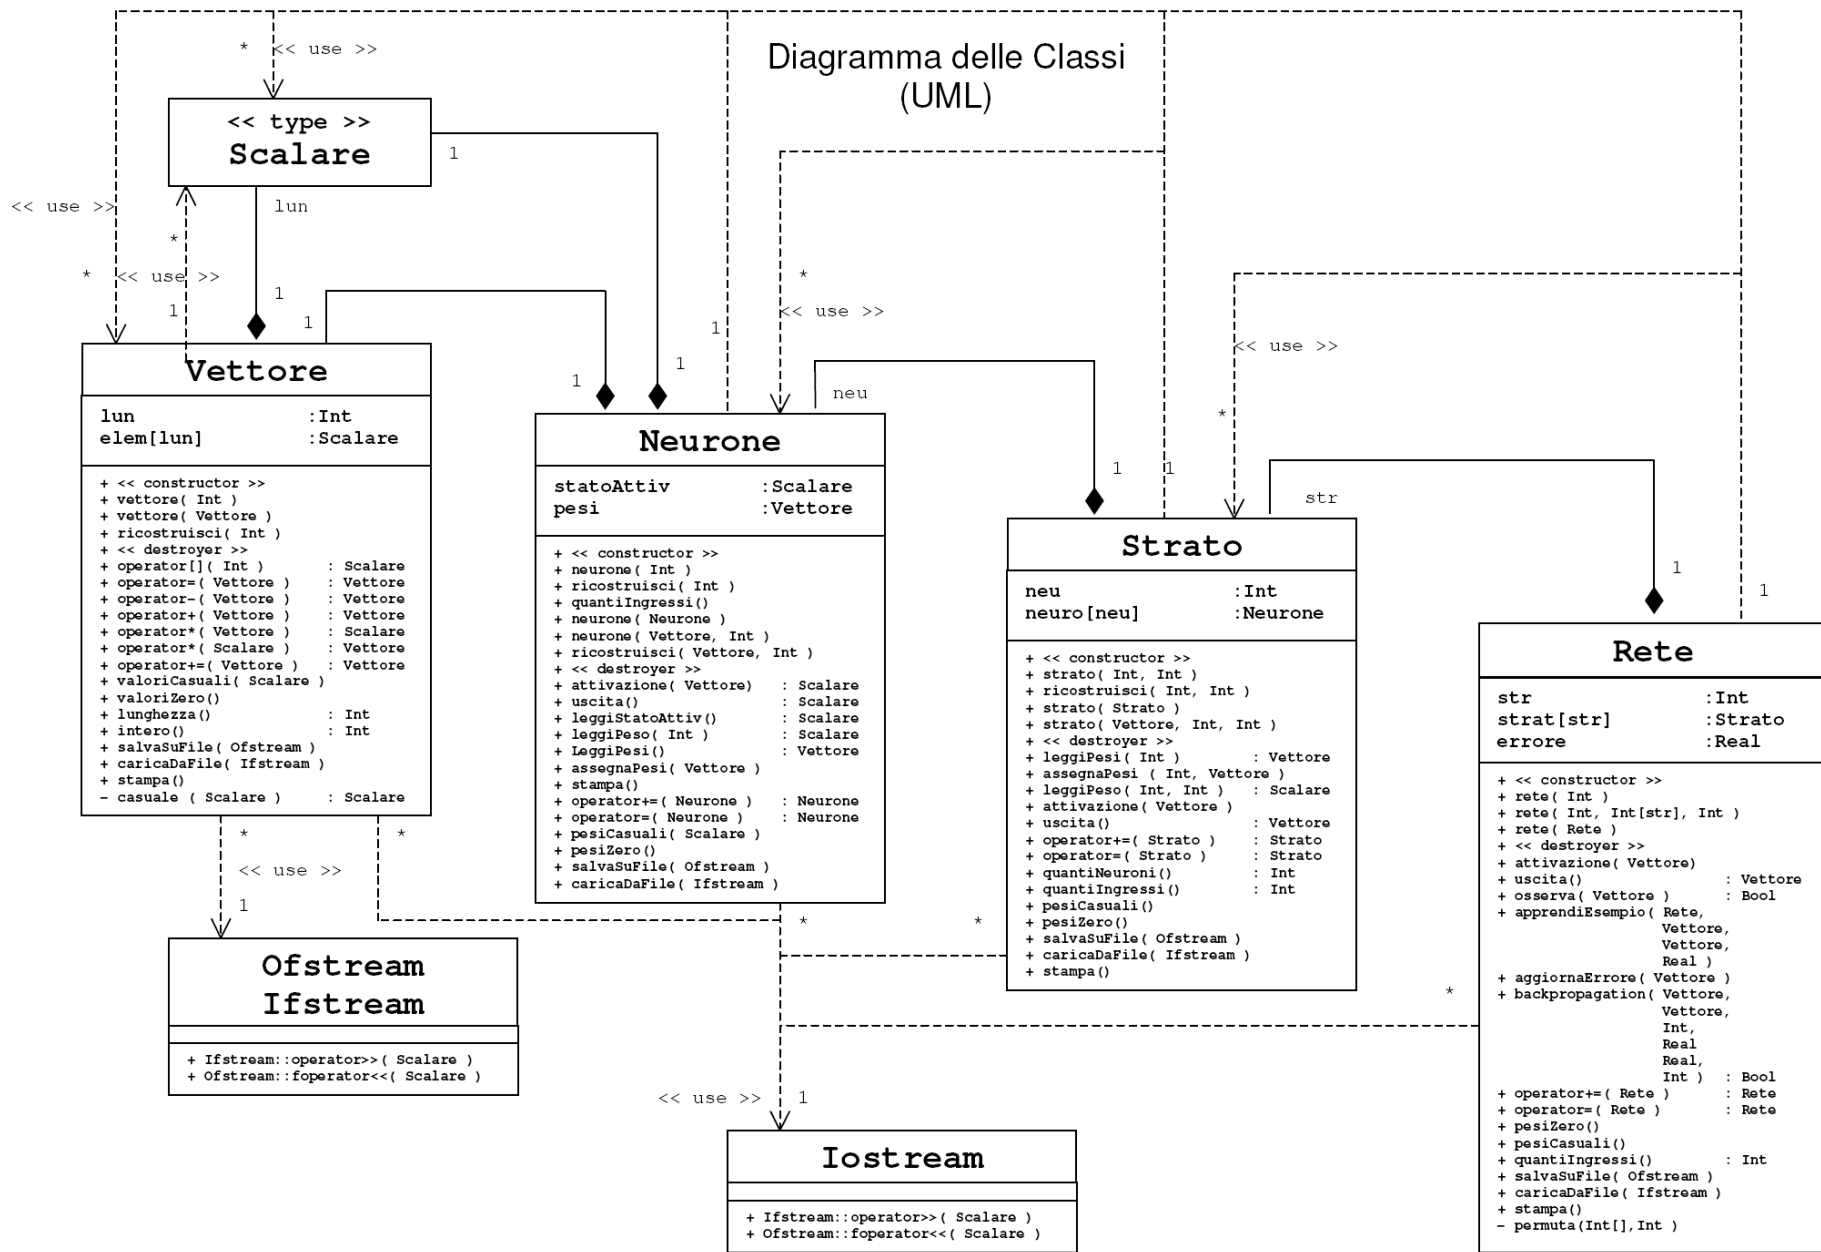 Diagramma delle Classi
(UML)
* << use >>
<< type >>
Scalare
1
lun
<< use >>
*
* << use >>
1
1
1
Vettore
lun :Int
elem[lun] :Scalare
+ << constructor >>
+ vettore( Int )
+ vettore( Vettore )
+ ricostruisci( Int )
+ << destroyer >>
+ operator[]( Int ) : Scalare
+ operator=( Vettore ) : Vettore
+ operator-( Vettore ) : Vettore
+ operator+( Vettore ) : Vettore
+ operator*( Vettore ) : Scalare
+ operator*( Scalare ) : Vettore
+ operator+=( Vettore ) : Vettore
+ valoriCasuali( Scalare )
+ valoriZero()
+ lunghezza() : Int
+ intero() : Int
+ salvaSuFile( Ofstream )
+ caricaDaFile( Ifstream )
+ stampa()
- casuale ( Scalare ) : Scalare
*
*
<< use >>
1
Ofstream
Ifstream
+ Ifstream::operator>>( Scalare )
+ Ofstream::foperator<<( Scalare )
1
1
1
*
<< use >>
neu
Neurone
statoAttiv :Scalare
pesi :Vettore
+ << constructor >>
+ neurone( Int )
+ ricostruisci( Int )
+ quantiIngressi()
+ neurone( Neurone )
+ neurone( Vettore, Int )
+ ricostruisci( Vettore, Int )
+ << destroyer >>
+ attivazione( Vettore) : Scalare
+ uscita() : Scalare
+ leggiStatoAttiv() : Scalare
+ leggiPeso( Int ) : Scalare
+ LeggiPesi() : Vettore
+ assegnaPesi( Vettore )
+ stampa()
+ operator+=( Neurone ) : Neurone
+ operator=( Neurone ) : Neurone
+ pesiCasuali( Scalare )
+ pesiZero()
+ salvaSuFile( Ofstream )
+ caricaDaFile( Ifstream )
*
*
<< use >> 1
Iostream
+ Ifstream::operator>>( Scalare )
+ Ofstream::foperator<<( Scalare )
<< use >>
*
1
1
str
Strato
neu :Int
neuro[neu] :Neurone
+ << constructor >>
+ strato( Int, Int )
+ ricostruisci( Int, Int )
+ strato( Strato )
+ strato( Vettore, Int, Int )
+ << destroyer >>
+ leggiPesi( Int ) : Vettore
+ assegnaPesi ( Int, Vettore )
+ leggiPeso( Int, Int ) : Scalare
+ attivazione( Vettore )
+ uscita() : Vettore
+ operator+=( Strato ) : Strato
+ operator=( Strato ) : Strato
+ quantiNeuroni() : Int
+ quantiIngressi() : Int
+ pesiCasuali()
+ pesiZero()
+ salvaSuFile( Ofstream )
+ caricaDaFile( Ifstream )
+ stampa()
*
1
1
Rete
str :Int
strat[str] :Strato
errore :Real
+ << constructor >>
+ rete( Int )
+ rete( Int, Int[str], Int )
+ rete( Rete )
+ << destroyer >>
+ attivazione( Vettore)
+ uscita() : Vettore
+ osserva( Vettore ) : Bool
+ apprendiEsempio( Rete,
Vettore,
Vettore,
Real )
+ aggiornaErrore( Vettore )
+ backpropagation( Vettore,
Vettore,
Int,
Real
Real,
Int ) : Bool
+ operator+=( Rete ) : Rete
+ operator=( Rete ) : Rete
+ pesiZero()
+ pesiCasuali()
+ quantiIngressi() : Int
+ salvaSuFile( Ofstream )
+ caricaDaFile( Ifstream )
+ stampa()
- permuta(Int[],Int )